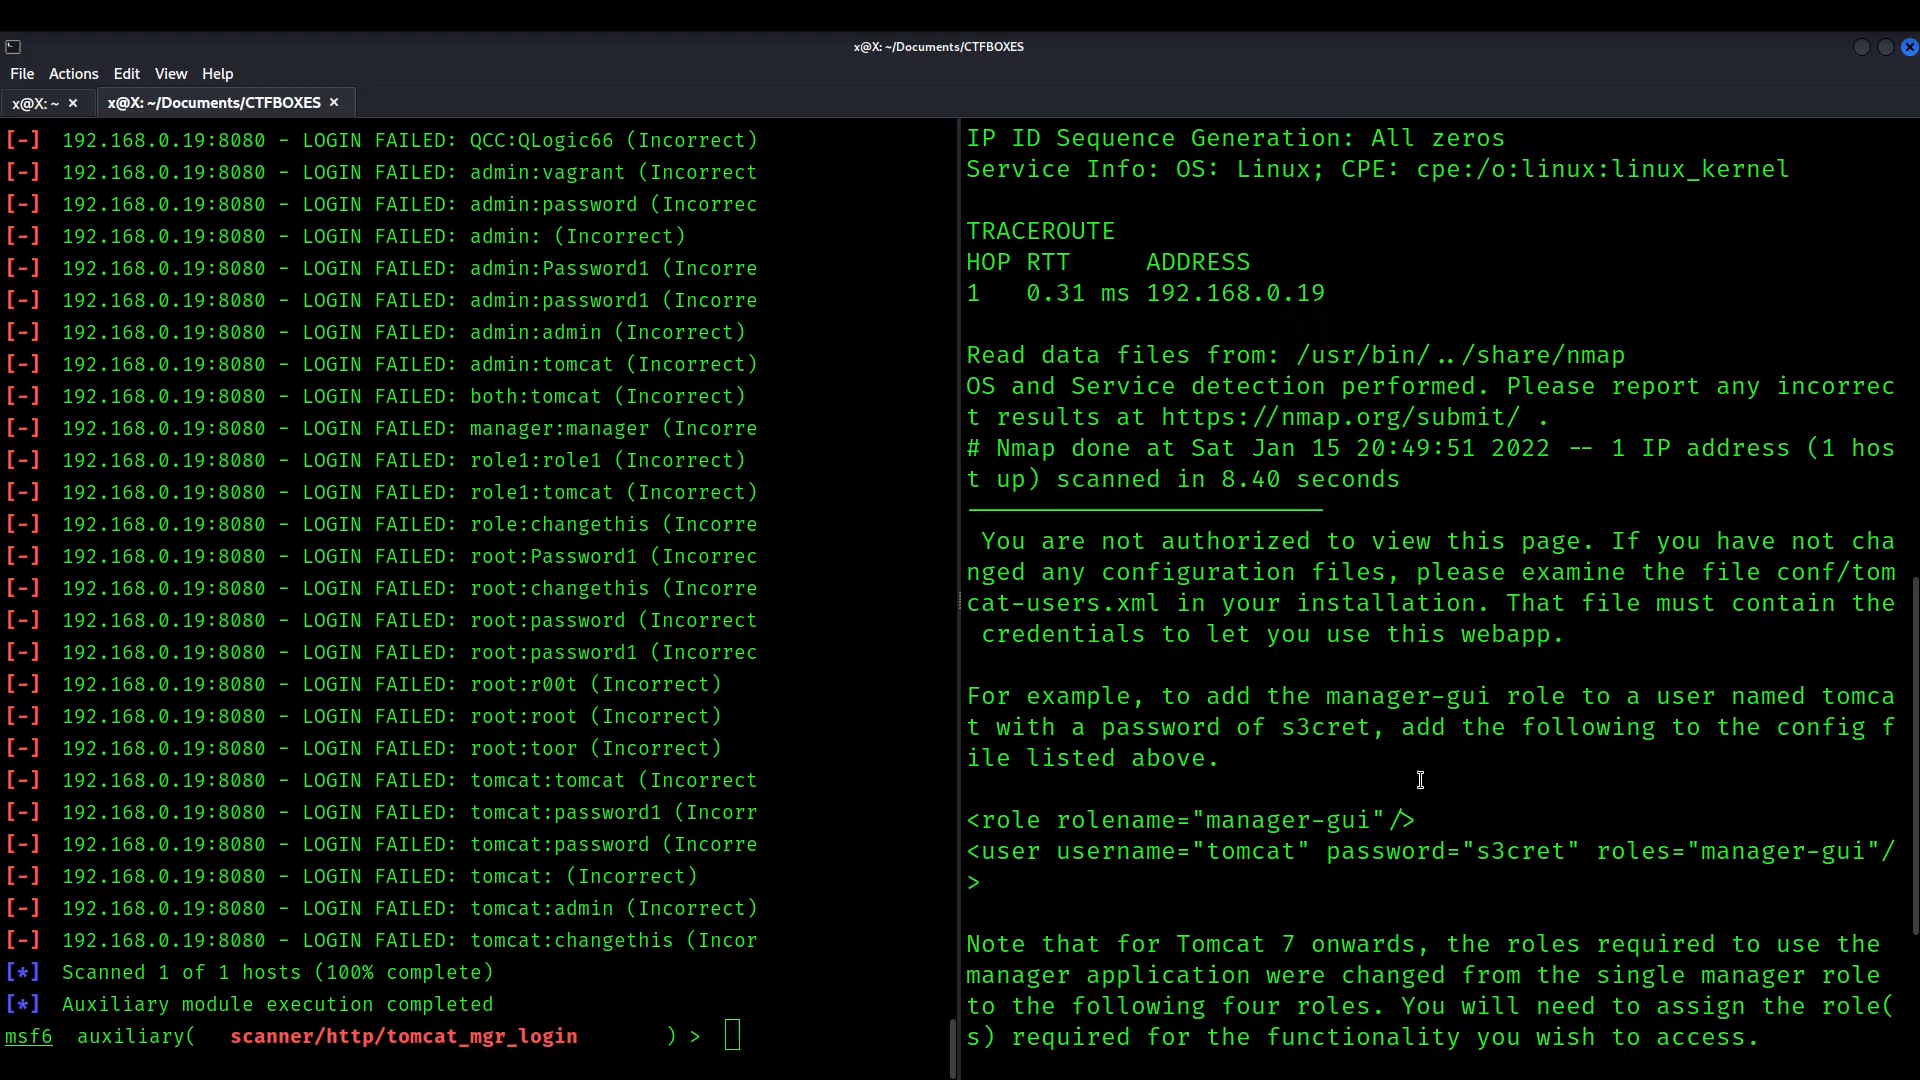 x@X: ~/Documents/CTFBOXES
File Actions Edit View Help
x@X: ~ × x@X: ~/Documents/CTFBOXES ×
[-] 192.168.0.19:8080 - LOGIN FAILED: QCC:QLogic66 (Incorrect)
[-] 192.168.0.19:8080 - LOGIN FAILED: admin:vagrant (Incorrect
[-] 192.168.0.19:8080 - LOGIN FAILED: admin:password (Incorrec
[-] 192.168.0.19:8080 - LOGIN FAILED: admin: (Incorrect)
[-] 192.168.0.19:8080 - LOGIN FAILED: admin:Password1 (Incorre
[-] 192.168.0.19:8080 - LOGIN FAILED: admin:password1 (Incorre
[-] 192.168.0.19:8080 - LOGIN FAILED: admin:admin (Incorrect)
[-] 192.168.0.19:8080 - LOGIN FAILED: admin:tomcat (Incorrect)
[-] 192.168.0.19:8080 - LOGIN FAILED: both:tomcat (Incorrect)
[-] 192.168.0.19:8080 - LOGIN FAILED: manager:manager (Incorre
[-] 192.168.0.19:8080 - LOGIN FAILED: role1:role1 (Incorrect)
[-] 192.168.0.19:8080 - LOGIN FAILED: role1:tomcat (Incorrect)
[-] 192.168.0.19:8080 - LOGIN FAILED: role:changethis (Incorre
[-] 192.168.0.19:8080 - LOGIN FAILED: root:Password1 (Incorrec
[-] 192.168.0.19:8080 - LOGIN FAILED: root:changethis (Incorre
[-] 192.168.0.19:8080 - LOGIN FAILED: root:password (Incorrect
[-] 192.168.0.19:8080 - LOGIN FAILED: root:password1 (Incorrec
[-] 192.168.0.19:8080 - LOGIN FAILED: root:r00t (Incorrect)
[-] 192.168.0.19:8080 - LOGIN FAILED: root:root (Incorrect)
[-] 192.168.0.19:8080 - LOGIN FAILED: root:toor (Incorrect)
[-] 192.168.0.19:8080 - LOGIN FAILED: tomcat:tomcat (Incorrect
[-] 192.168.0.19:8080 - LOGIN FAILED: tomcat:password1 (Incorr
[-] 192.168.0.19:8080 - LOGIN FAILED: tomcat:password (Incorre
[-] 192.168.0.19:8080 - LOGIN FAILED: tomcat: (Incorrect)
[-] 192.168.0.19:8080 - LOGIN FAILED: tomcat:admin (Incorrect)
[-] 192.168.0.19:8080 - LOGIN FAILED: tomcat:changethis (Incor
[*] Scanned 1 of 1 hosts (100% complete)
[*] Auxiliary module execution completed
msf6 auxiliary( scanner/http/tomcat_mgr_login ) >
IP ID Sequence Generation: All zeros
Service Info: OS: Linux; CPE: cpe:/o:linux:linux_kernel
TRACEROUTE
HOP RTT ADDRESS
1 0.31 ms 192.168.0.19
Read data files from: /usr/bin/../share/nmap
OS and Service detection performed. Please report any incorrec
t results at https://nmap.org/submit/ .
# Nmap done at Sat Jan 15 20:49:51 2022 -- 1 IP address (1 hos
t up) scanned in 8.40 seconds
You are not authorized to view this page. If you have not cha
nged any configuration files, please examine the file conf/tom
cat-users.xml in your installation. That file must contain the
credentials to let you use this webapp.
For example, to add the manager-gui role to a user named tomca
t with a password of s3cret, add the following to the config f
ile listed above.
<role rolename="manager-gui"/>
<user username="tomcat" password="s3cret" roles="manager-gui"/
>
Note that for Tomcat 7 onwards, the roles required to use the
manager application were changed from the single manager role
to the following four roles. You will need to assign the role(
s) required for the functionality you wish to access.